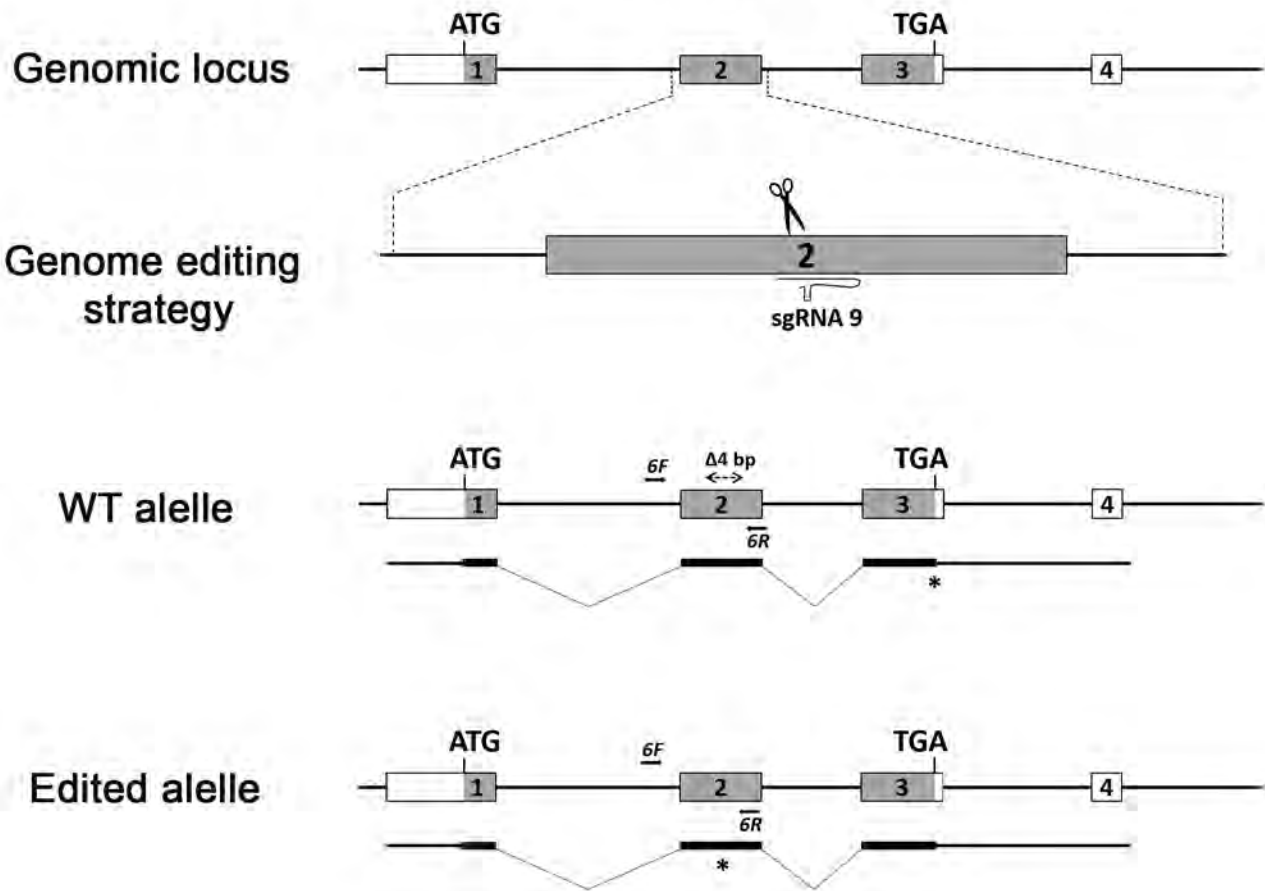 ATG TGA
Genomic locus 1 2 3 4
Genome editing
strategy
2
sgRNA 9
ATG 6F Δ4 bp TGA
WT alelle 1 2 3 4
6R
*
ATG 6F TGA
Edited alelle 1 2 3 4
6R
*